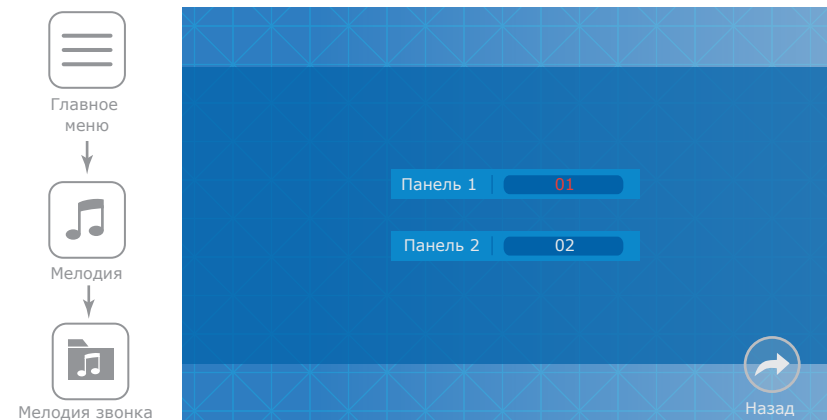 Главное
меню
Мелодия
Мелодия звонка
Панель 1 01
Панель 2 02
Назад